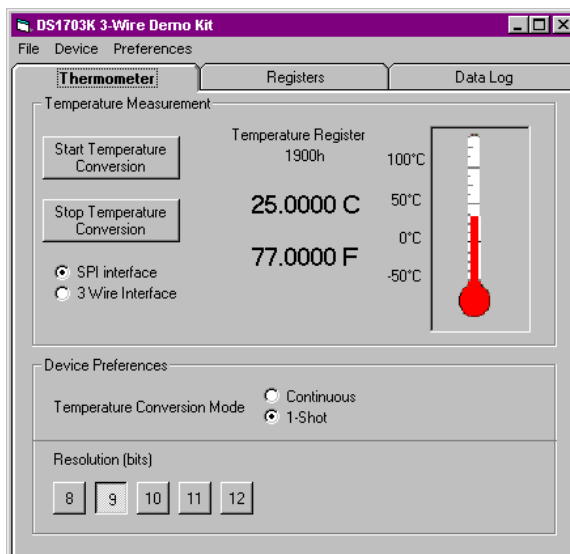 DS1703K 3-Wire Demo Kit
File Device Preferences
Thermometer Registers Data Log
Temperature Measurement
Start Temperature
Conversion
Stop Temperature
Conversion
SPI interface
3 Wire Interface
Temperature Register
1900h
25.0000 C
77.0000 F
100°C
50°C
0°C
-50°C
Device Preferences
Temperature Conversion Mode
Continuous
1-Shot
Resolution (bits)
8 9 10 11 12